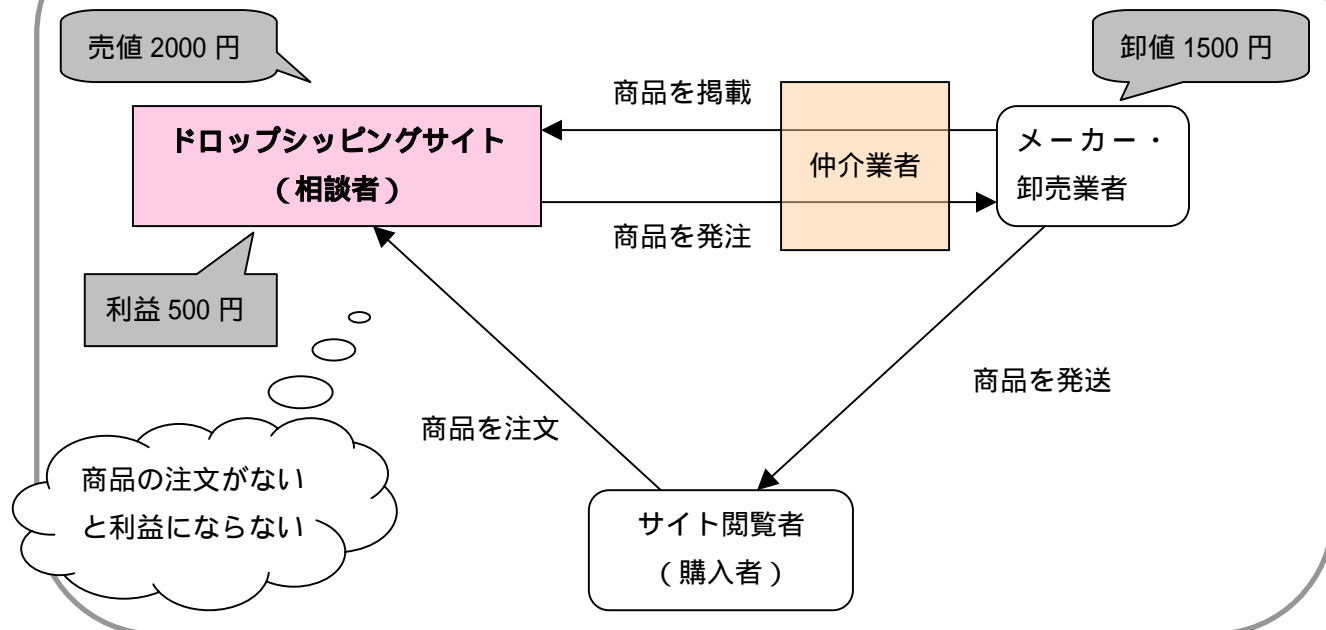 売値 2000 円
卸値 1500 円
商品を掲載
ドロップシッピングサイト
（相談者）
仲介業者
メーカー・
卸売業者
商品を発注
利益 500 円
商品を発送
商品を注文
商品の注文がない
と利益にならない
サイト閲覧者
（購入者）